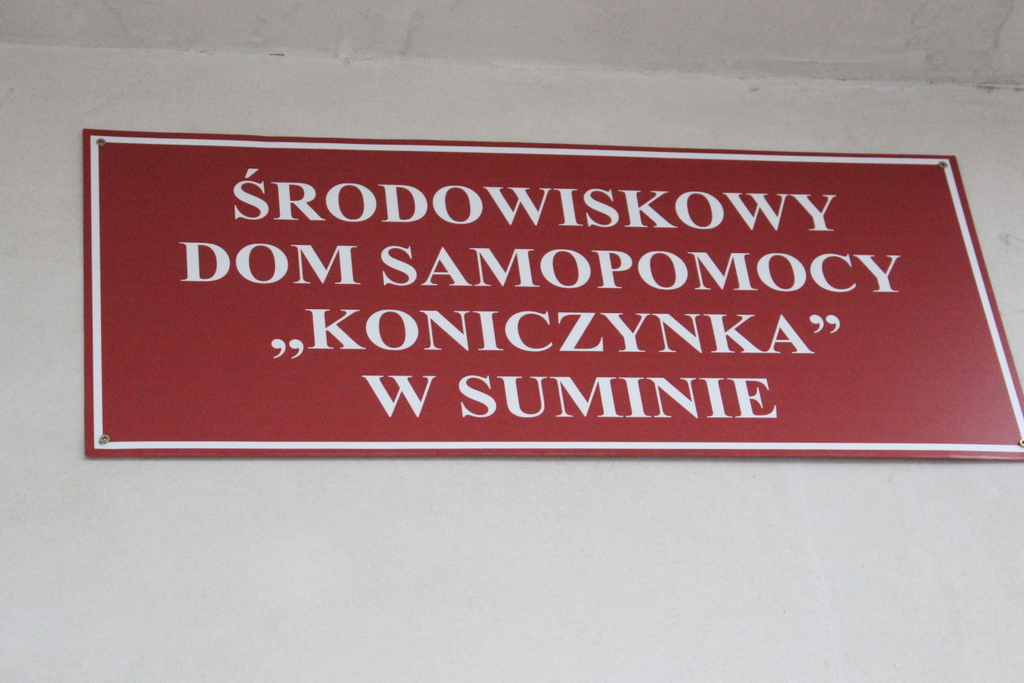 ŚRODOWISKOWY
DOM SAMOPOMOCY
„KONICZYNKA”
W SUMINIE